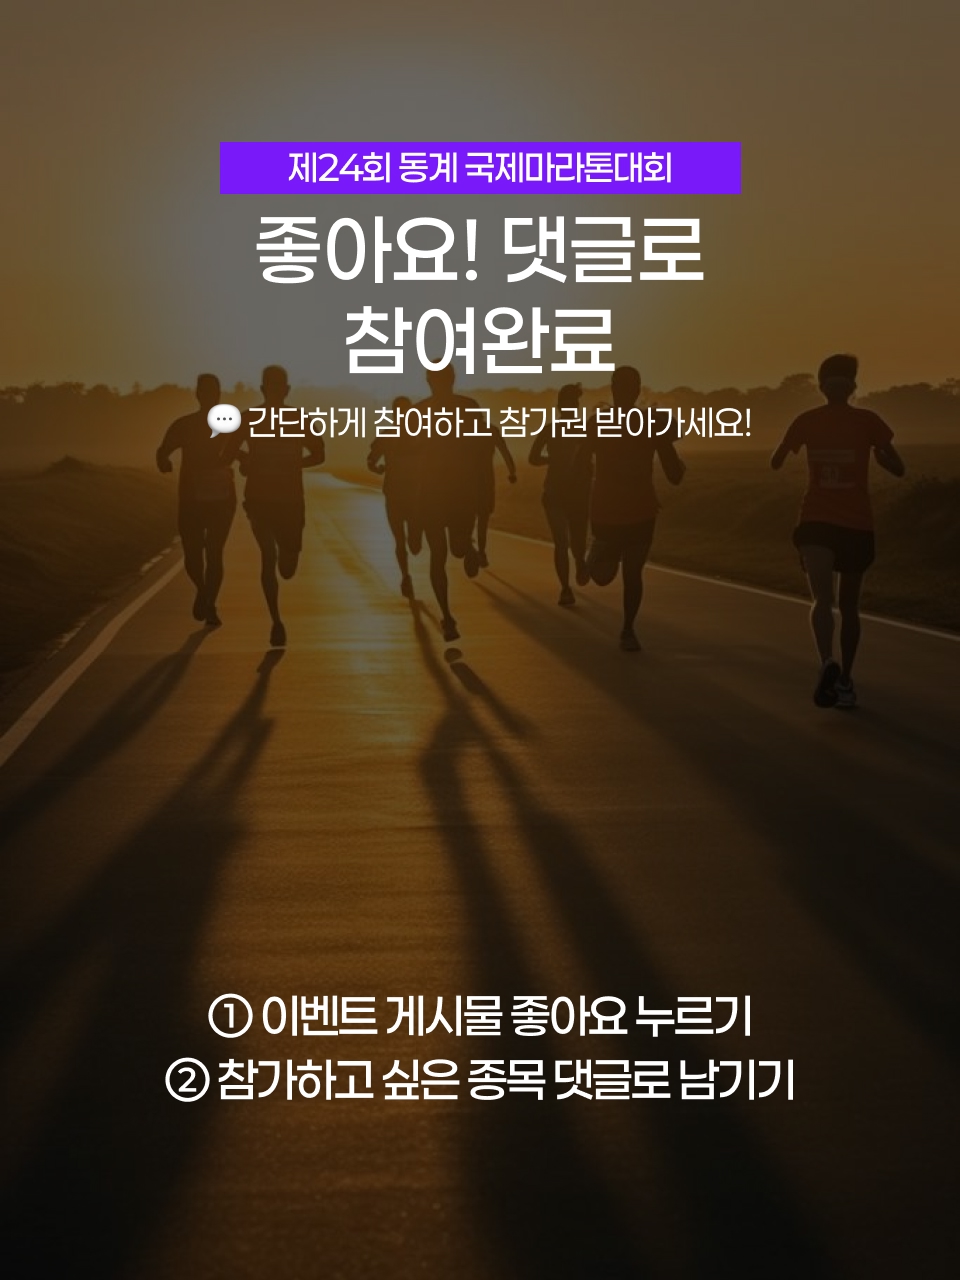 제24회 동계 국제마라톤대회
좋아요! 댓글로
참여완료
💬 간단하게 참여하고 참가권 받아가세요!
① 이벤트 게시물 좋아요 누르기
② 참가하고 싶은 종목 댓글로 남기기